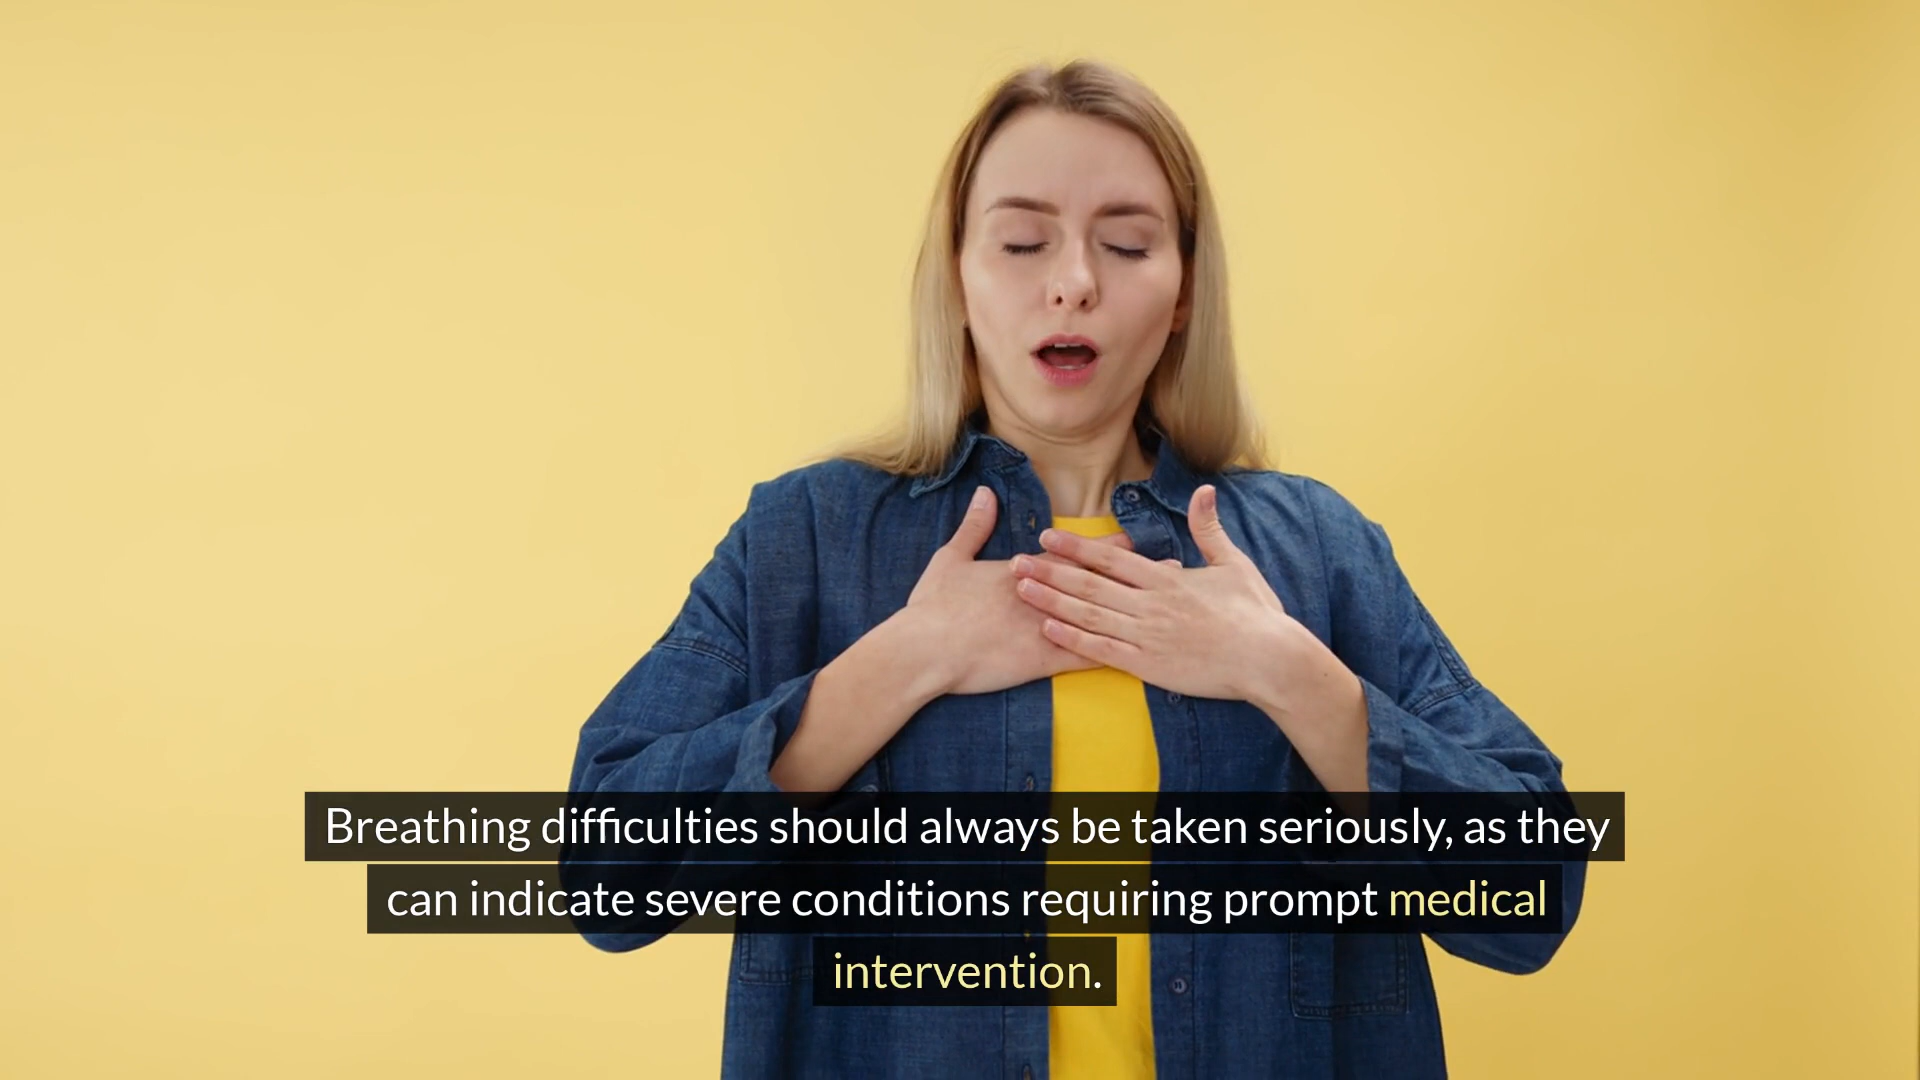 Breathing difficulties should always be taken seriously, as they
can indicate severe conditions requiring prompt medical
intervention.